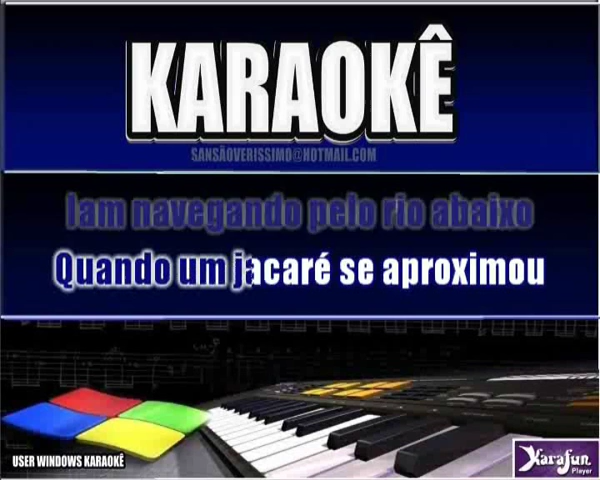 KARAOKÊ
SANSÃOVERISSIMO@HOTMAIL.COM
Iam navegando pelo rio abaixo
Quando um jacaré se aproximou
USER WINDOWS KARAOKÊ
Karafun
Player